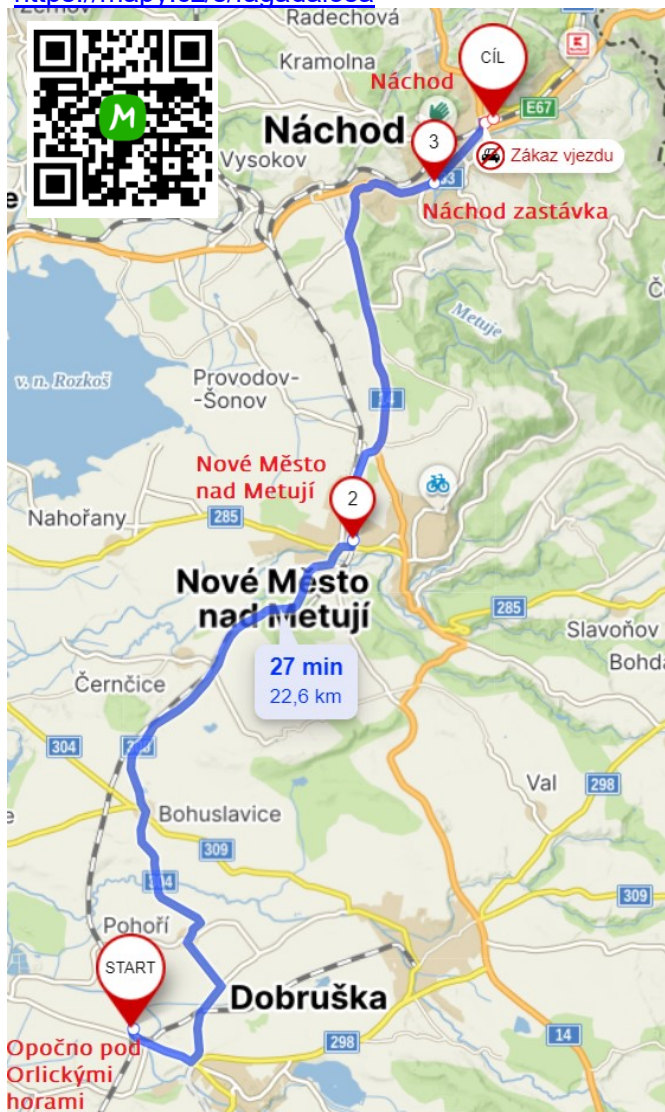 Radechová
Kramolna
CÍL
Náchod
E67
Náchod
3
Zákaz vjezdu
Vysokov
Náchod zastávka
Metuje
v. n. Rozkoš
Provodov-
-Šonov
14
Nové Město
nad Metují
2
Nahořany
285
Nové Město
nad Metují
285
Slavoňov
27 min
22,6 km
Černčice
304
Val
298
Bohuslavice
309
304
309
Pohoří
START
Dobruška
298
14
Opočno pod
Orlickými
horami